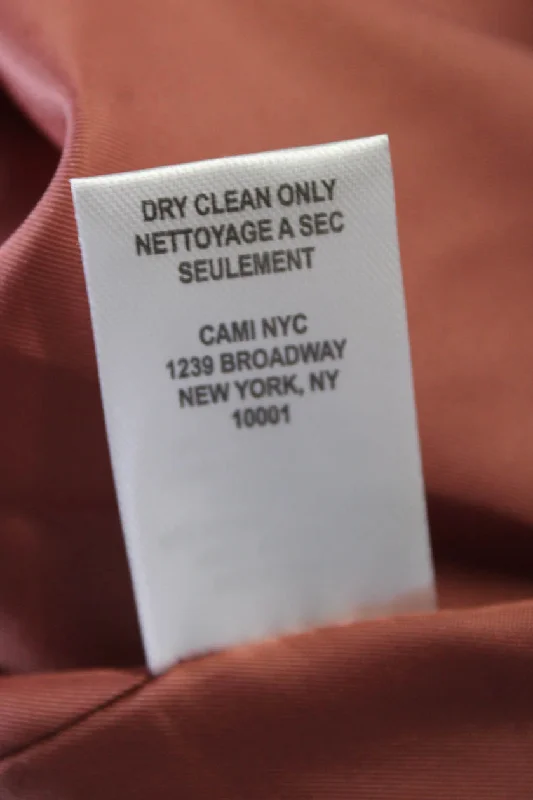 DRY CLEAN ONLY
NETTOYAGE A SEC
SEULEMENT
CAMI NYC
1239 BROADWAY
NEW YORK, NY
10001